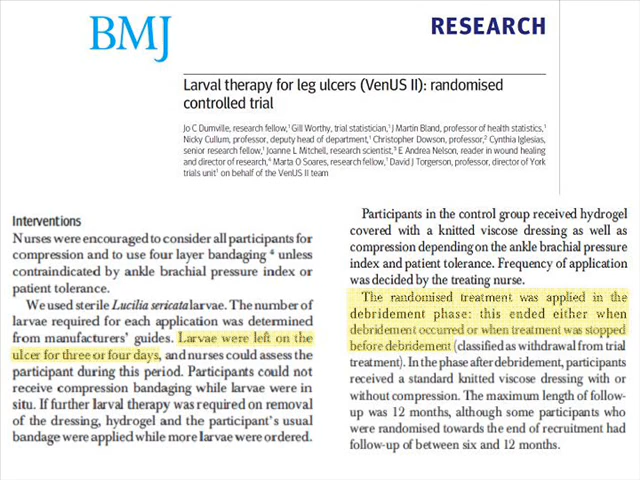 BMJ
RESEARCH
Larval therapy for leg ulcers (VenUS II): randomised
controlled trial
Jo C Dumville, research fellow,¹ Gill Worthy, trial statistician,¹ J Martin Bland, professor of health statistics,¹
Nicky Cullum, professor, deputy head of department,¹ Christopher Dowson, professor,² Cynthia Iglesias,
senior research fellow,¹ Joanne L Mitchell, research scientist,³ E Andrea Nelson, reader in wound healing
and director of research,⁴ Marta O Soares, research fellow,¹ David J Torgerson, professor, director of York
trials unit¹ on behalf of the VenUS II team
Interventions
Nurses were encouraged to consider all participants for
compression and to use four layer bandaging ⁴ unless
contraindicated by ankle brachial pressure index or
patient tolerance.
We used sterile Lucilia sericata larvae. The number of
larvae required for each application was determined
from manufacturers' guides. Larvae were left on the
ulcer for three or four days, and nurses could assess the
participant during this period. Participants could not
receive compression bandaging while larvae were in
situ. If further larval therapy was required on removal
of the dressing, hydrogel and the participant's usual
bandage were applied while more larvae were ordered.
Participants in the control group received hydrogel
covered with a knitted viscose dressing as well as
compression depending on the ankle brachial pressure
index and patient tolerance. Frequency of application
was decided by the treating nurse.
The randomised treatment was applied in the
debridement phase: this ended either when
debridement occurred or when treatment was stopped
before debridement (classified as withdrawal from trial
treatment). In the phase after debridement, participants
received a standard knitted viscose dressing with or
without compression. The maximum length of follow-
up was 12 months, although some participants who
were randomised towards the end of recruitment had
follow-up of between six and 12 months.